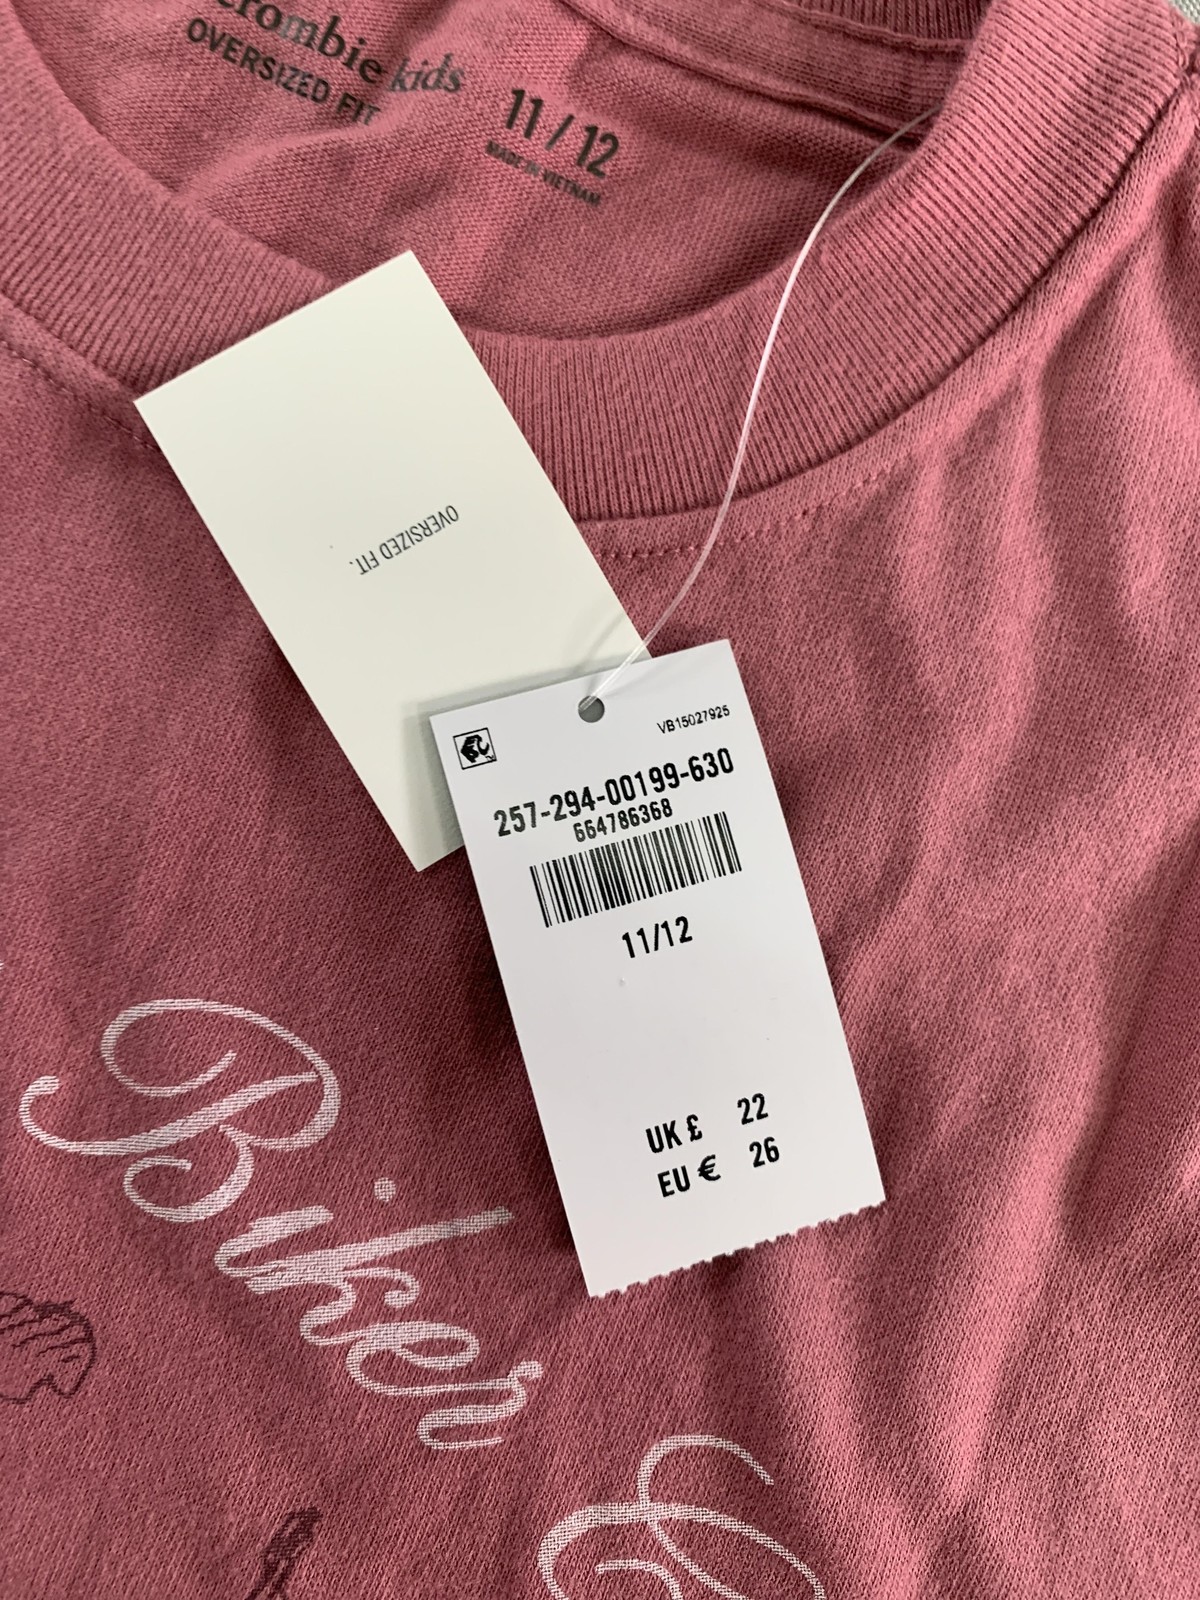 crombie kids
OVERSIZED FIT
11 / 12
MADE IN VIETNAM
OVERSIZED FIT.
VB15027925
257-294-00199-630
664786368
11/12
UK £ 22
EU € 26
Biker